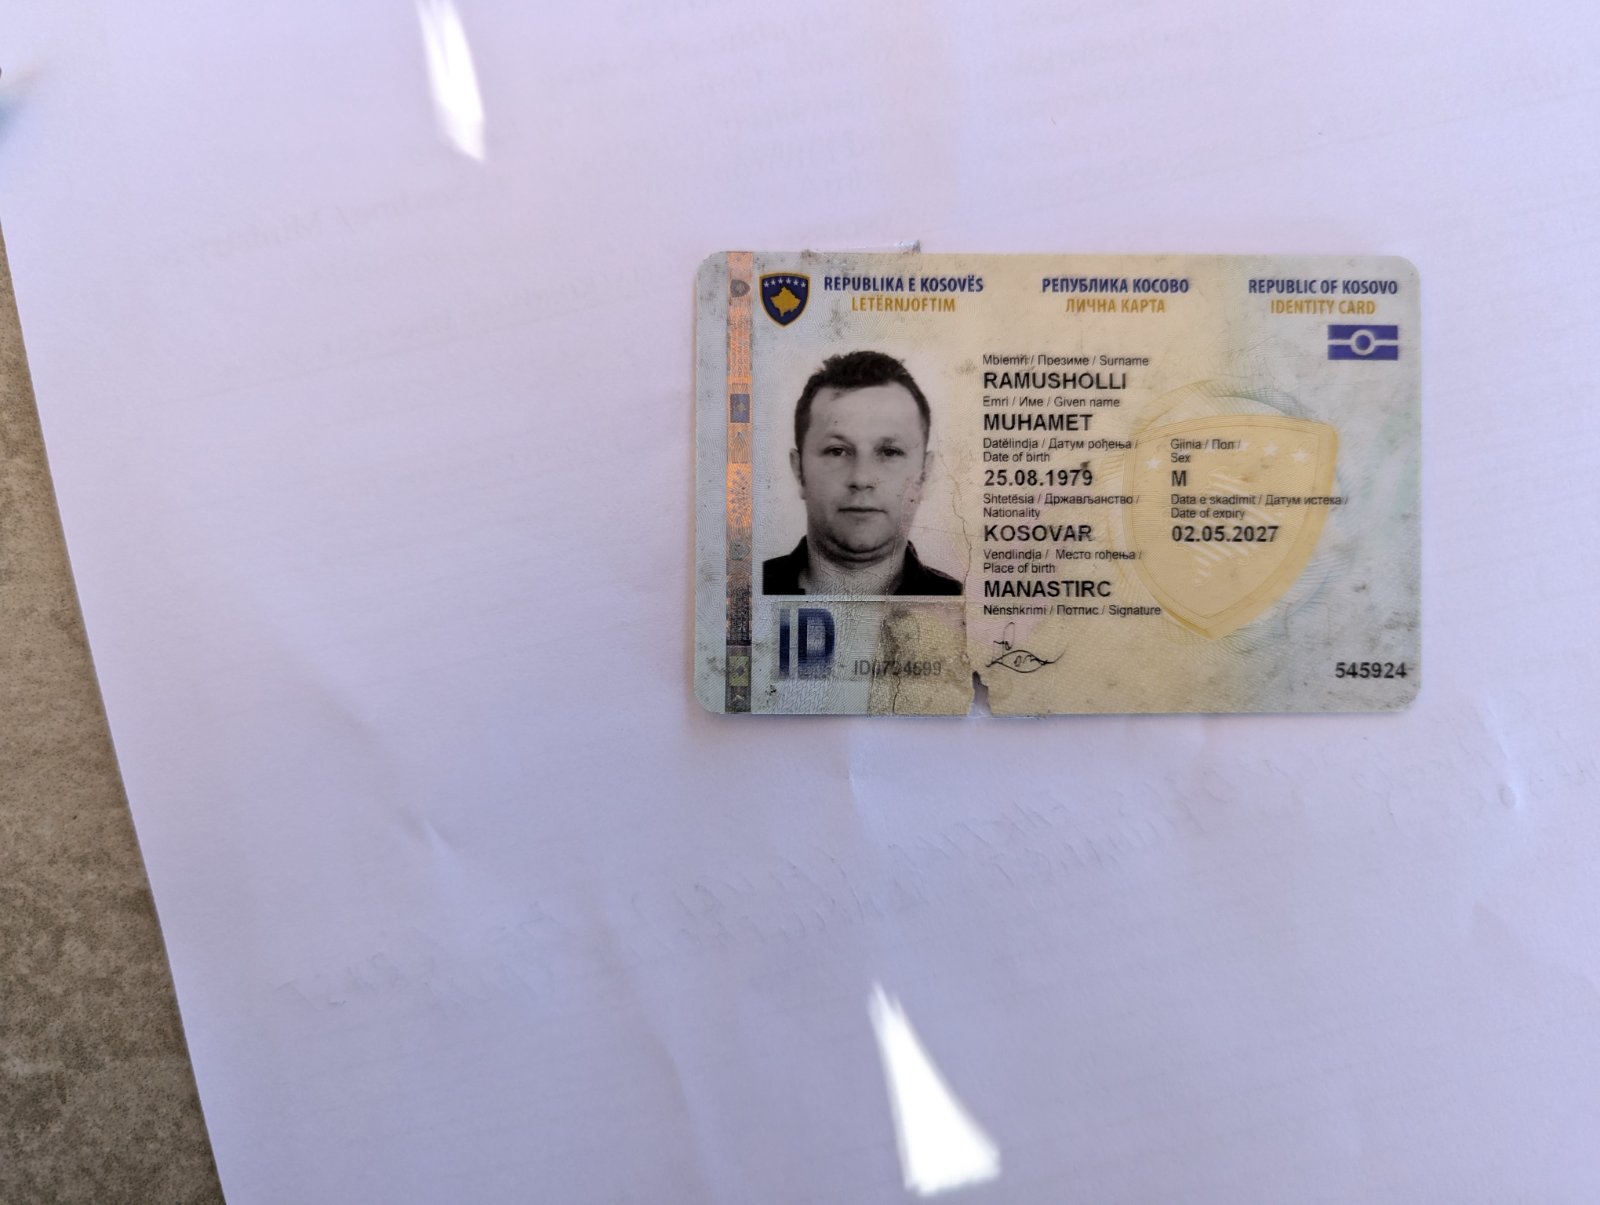 REPUBLIKA E KOSOVËS РЕПУБЛИКА КОСОВО REPUBLIC OF KOSOVO
LETËRNJOFTIM ЛИЧНА КАРТА IDENTITY CARD
Mbiemri / Презиме / Surname
RAMUSHOLLI
Emri / Име / Given name
MUHAMET
Datëlindja / Датум рођења / Gjinia / Пол /
Date of birth Sex
25.08.1979 M
Shtetësia / Држављанство / Data e skadimit / Датум истека /
Nationality Date of expiry
KOSOVAR 02.05.2027
Vendlindja / Место рођења /
Place of birth
MANASTIRC
Nënshkrimi / Потпис / Signature
ID
545924